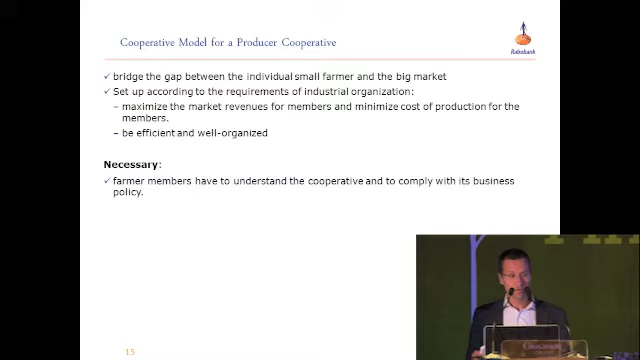 Cooperative Model for a Producer Cooperative
Rabobank
✓ bridge the gap between the individual small farmer and the big market
✓ Set up according to the requirements of industrial organization:
– maximize the market revenues for members and minimize cost of production for the
members.
– be efficient and well-organized
Necessary:
✓ farmer members have to understand the cooperative and to comply with its business
policy.
15